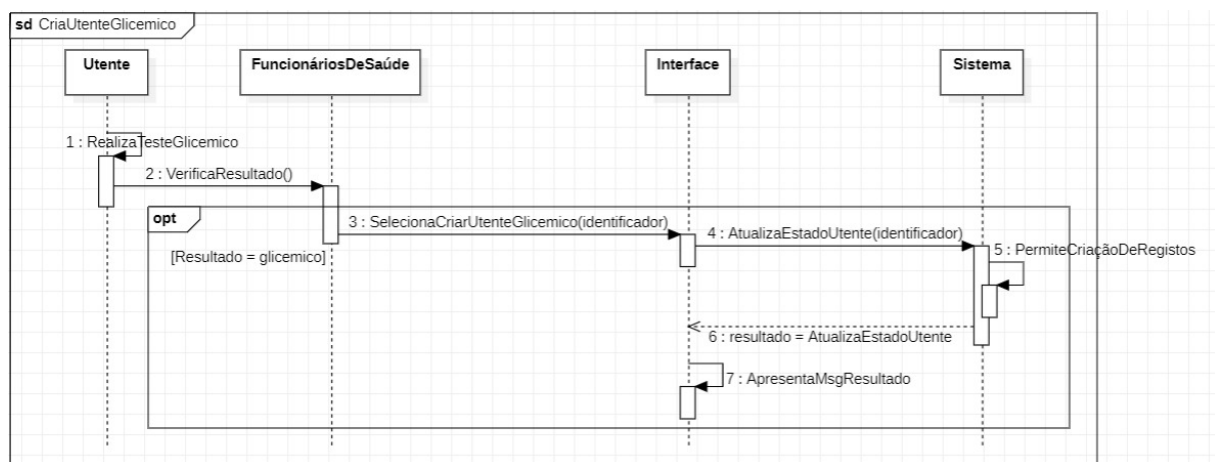 sd CriaUtenteGlicemico
Utente
FuncionáriosDeSaúde
Interface
Sistema
1 : RealizaTesteGlicemico
2 : VerificaResultado()
opt
3 : SelecionaCriarUtenteGlicemico(identificador)
4 : AtualizaEstadoUtente(identificador)
5 : PermiteCriaçãoDeRegistos
[Resultado = glicemico]
6 : resultado = AtualizaEstadoUtente
7 : ApresentaMsgResultado